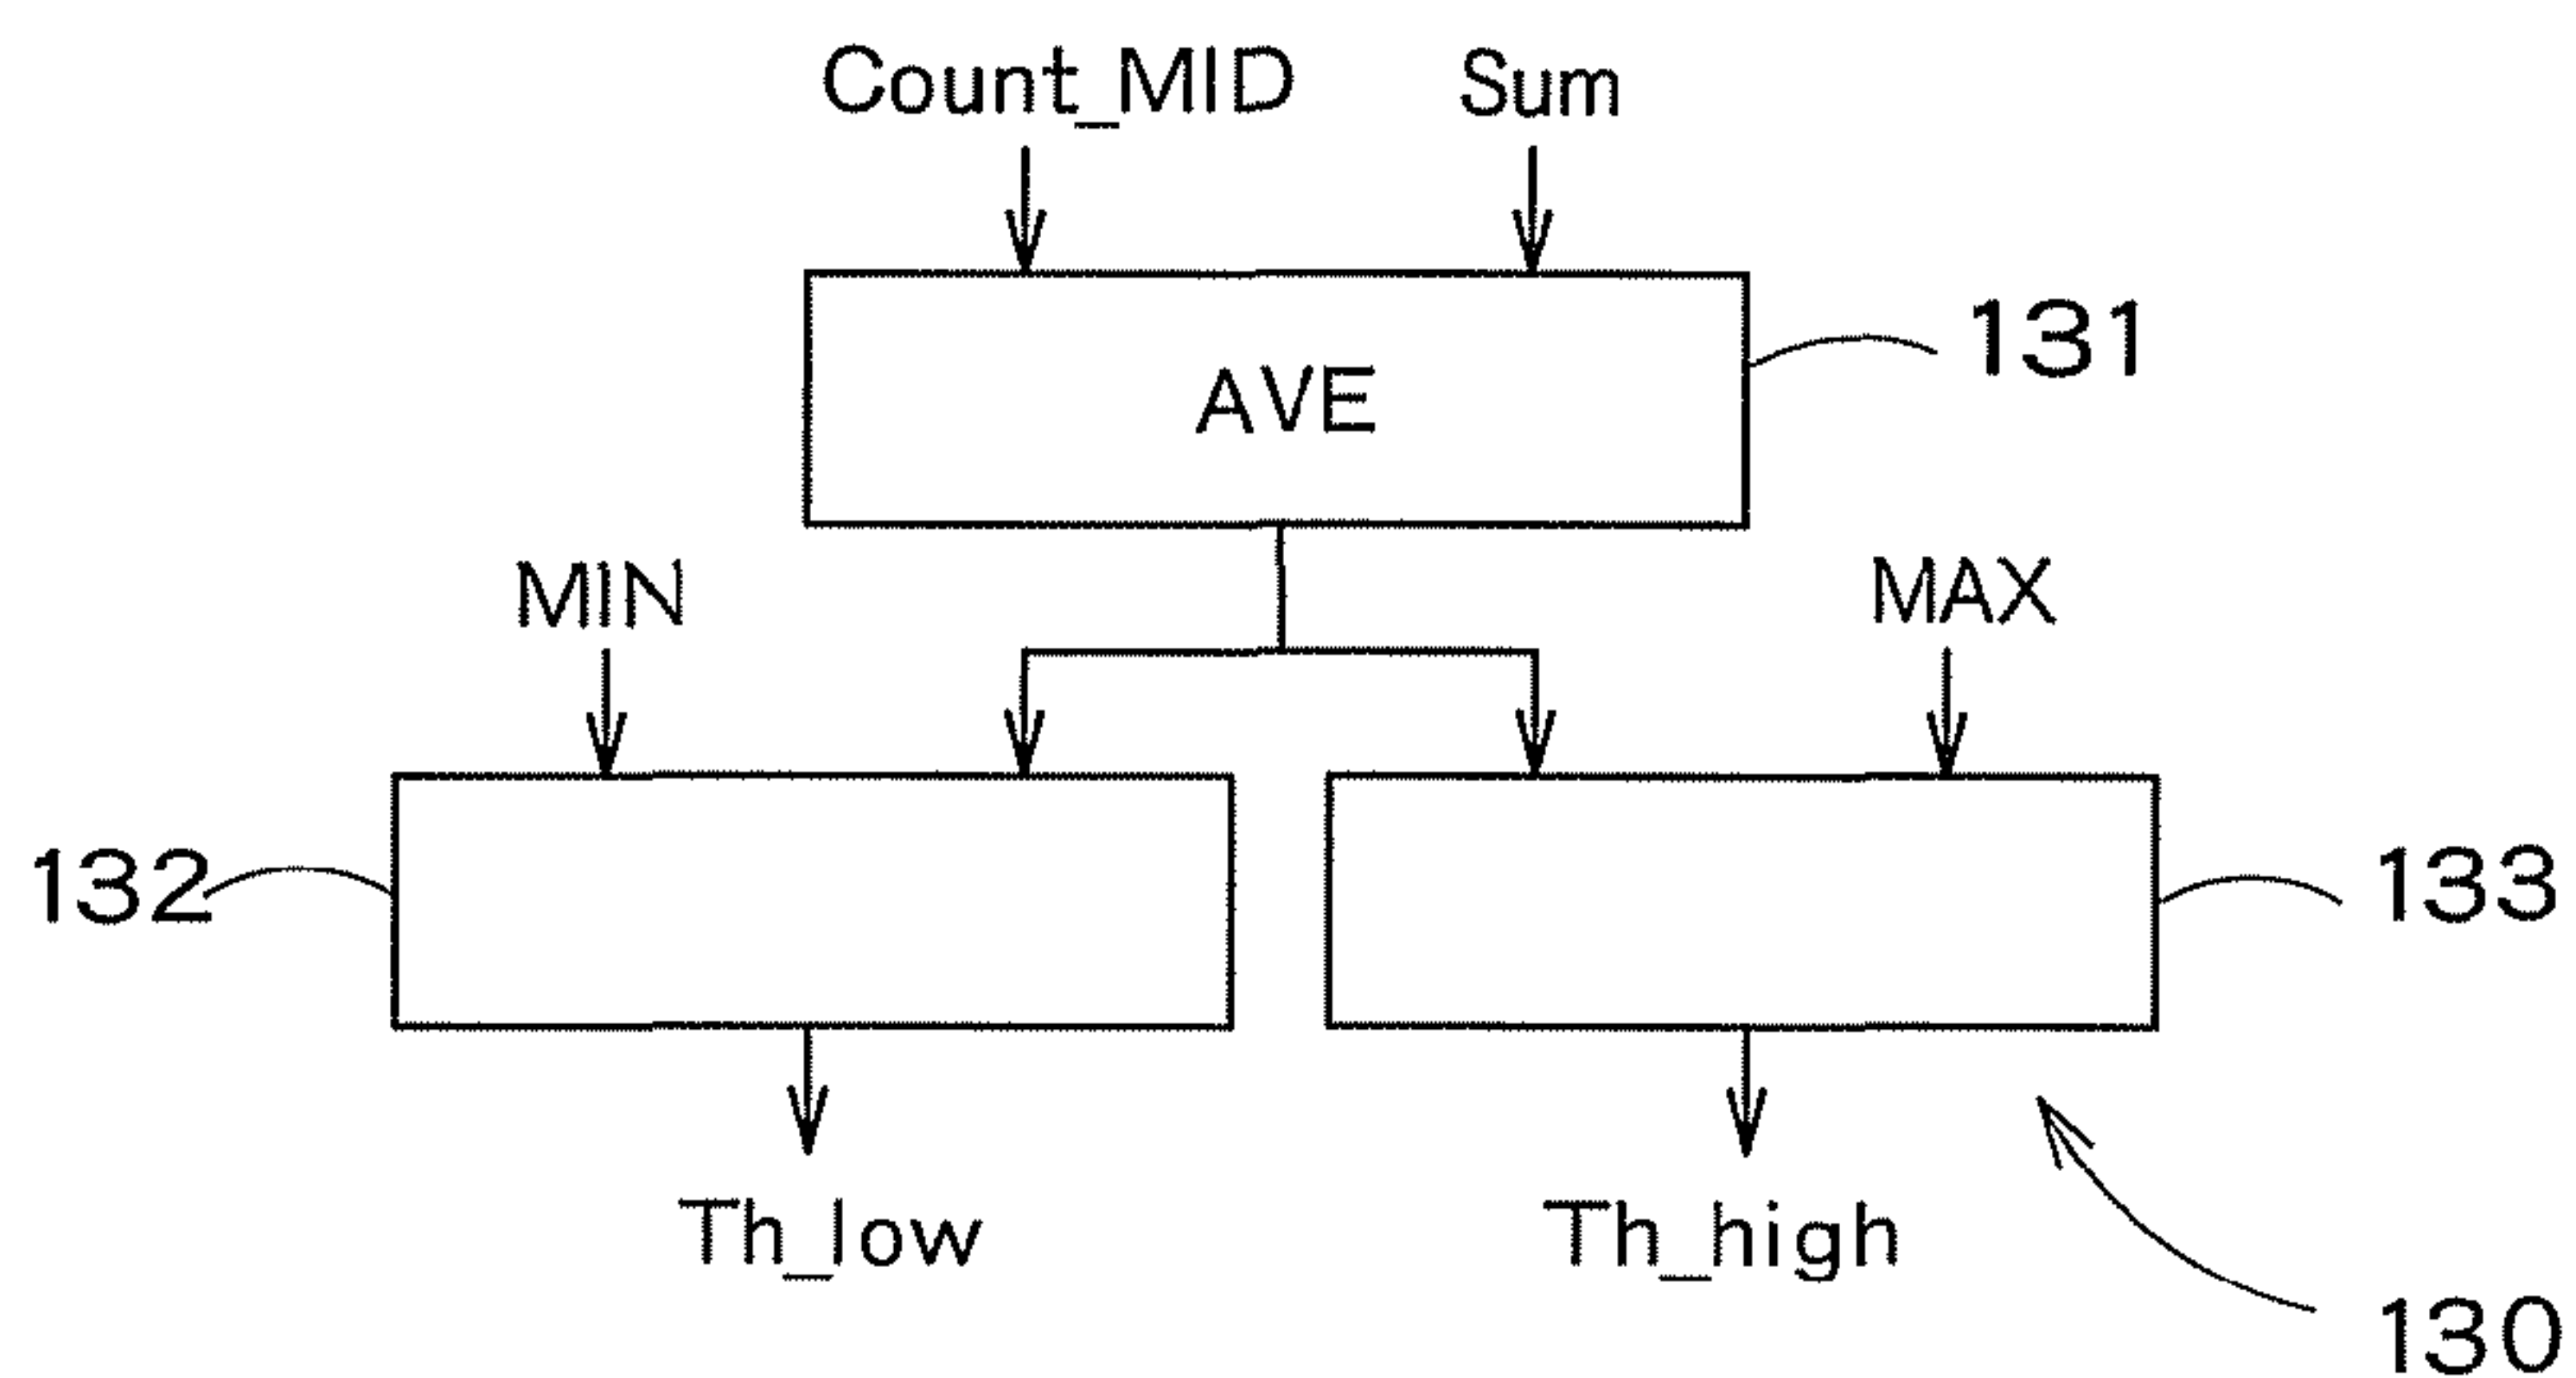 Count_MID Sum
131
AVE
MIN MAX
132 133
Th_low Th_high
130